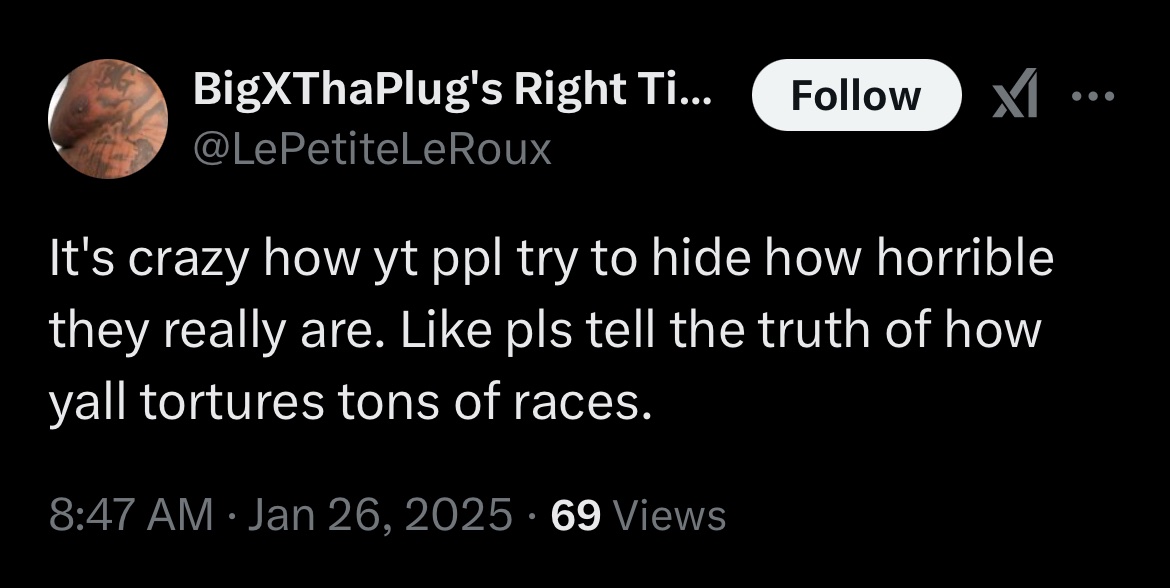 BigXThaPlug's Right Ti...
Follow
@LePetiteLeRoux
It's crazy how yt ppl try to hide how horrible
they really are. Like pls tell the truth of how
yall tortures tons of races.
8:47 AM · Jan 26, 2025 · 69 Views